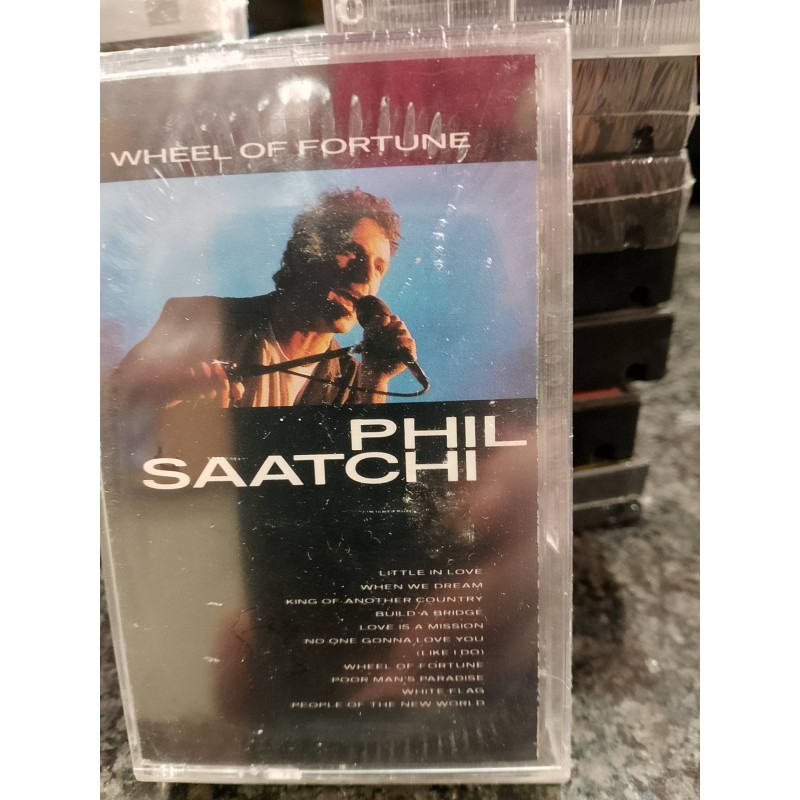 WHEEL OF FORTUNE
PHIL
SAATCHI
LITTLE IN LOVE
WHEN WE DREAM
KING OF ANOTHER COUNTRY
BUILD A BRIDGE
LOVE IS A MISSION
NO ONE GONNA LOVE YOU
(LIKE I DO)
WHEEL OF FORTUNE
POOR MAN'S PARADISE
WHITE FLAG
PEOPLE OF THE NEW WORLD